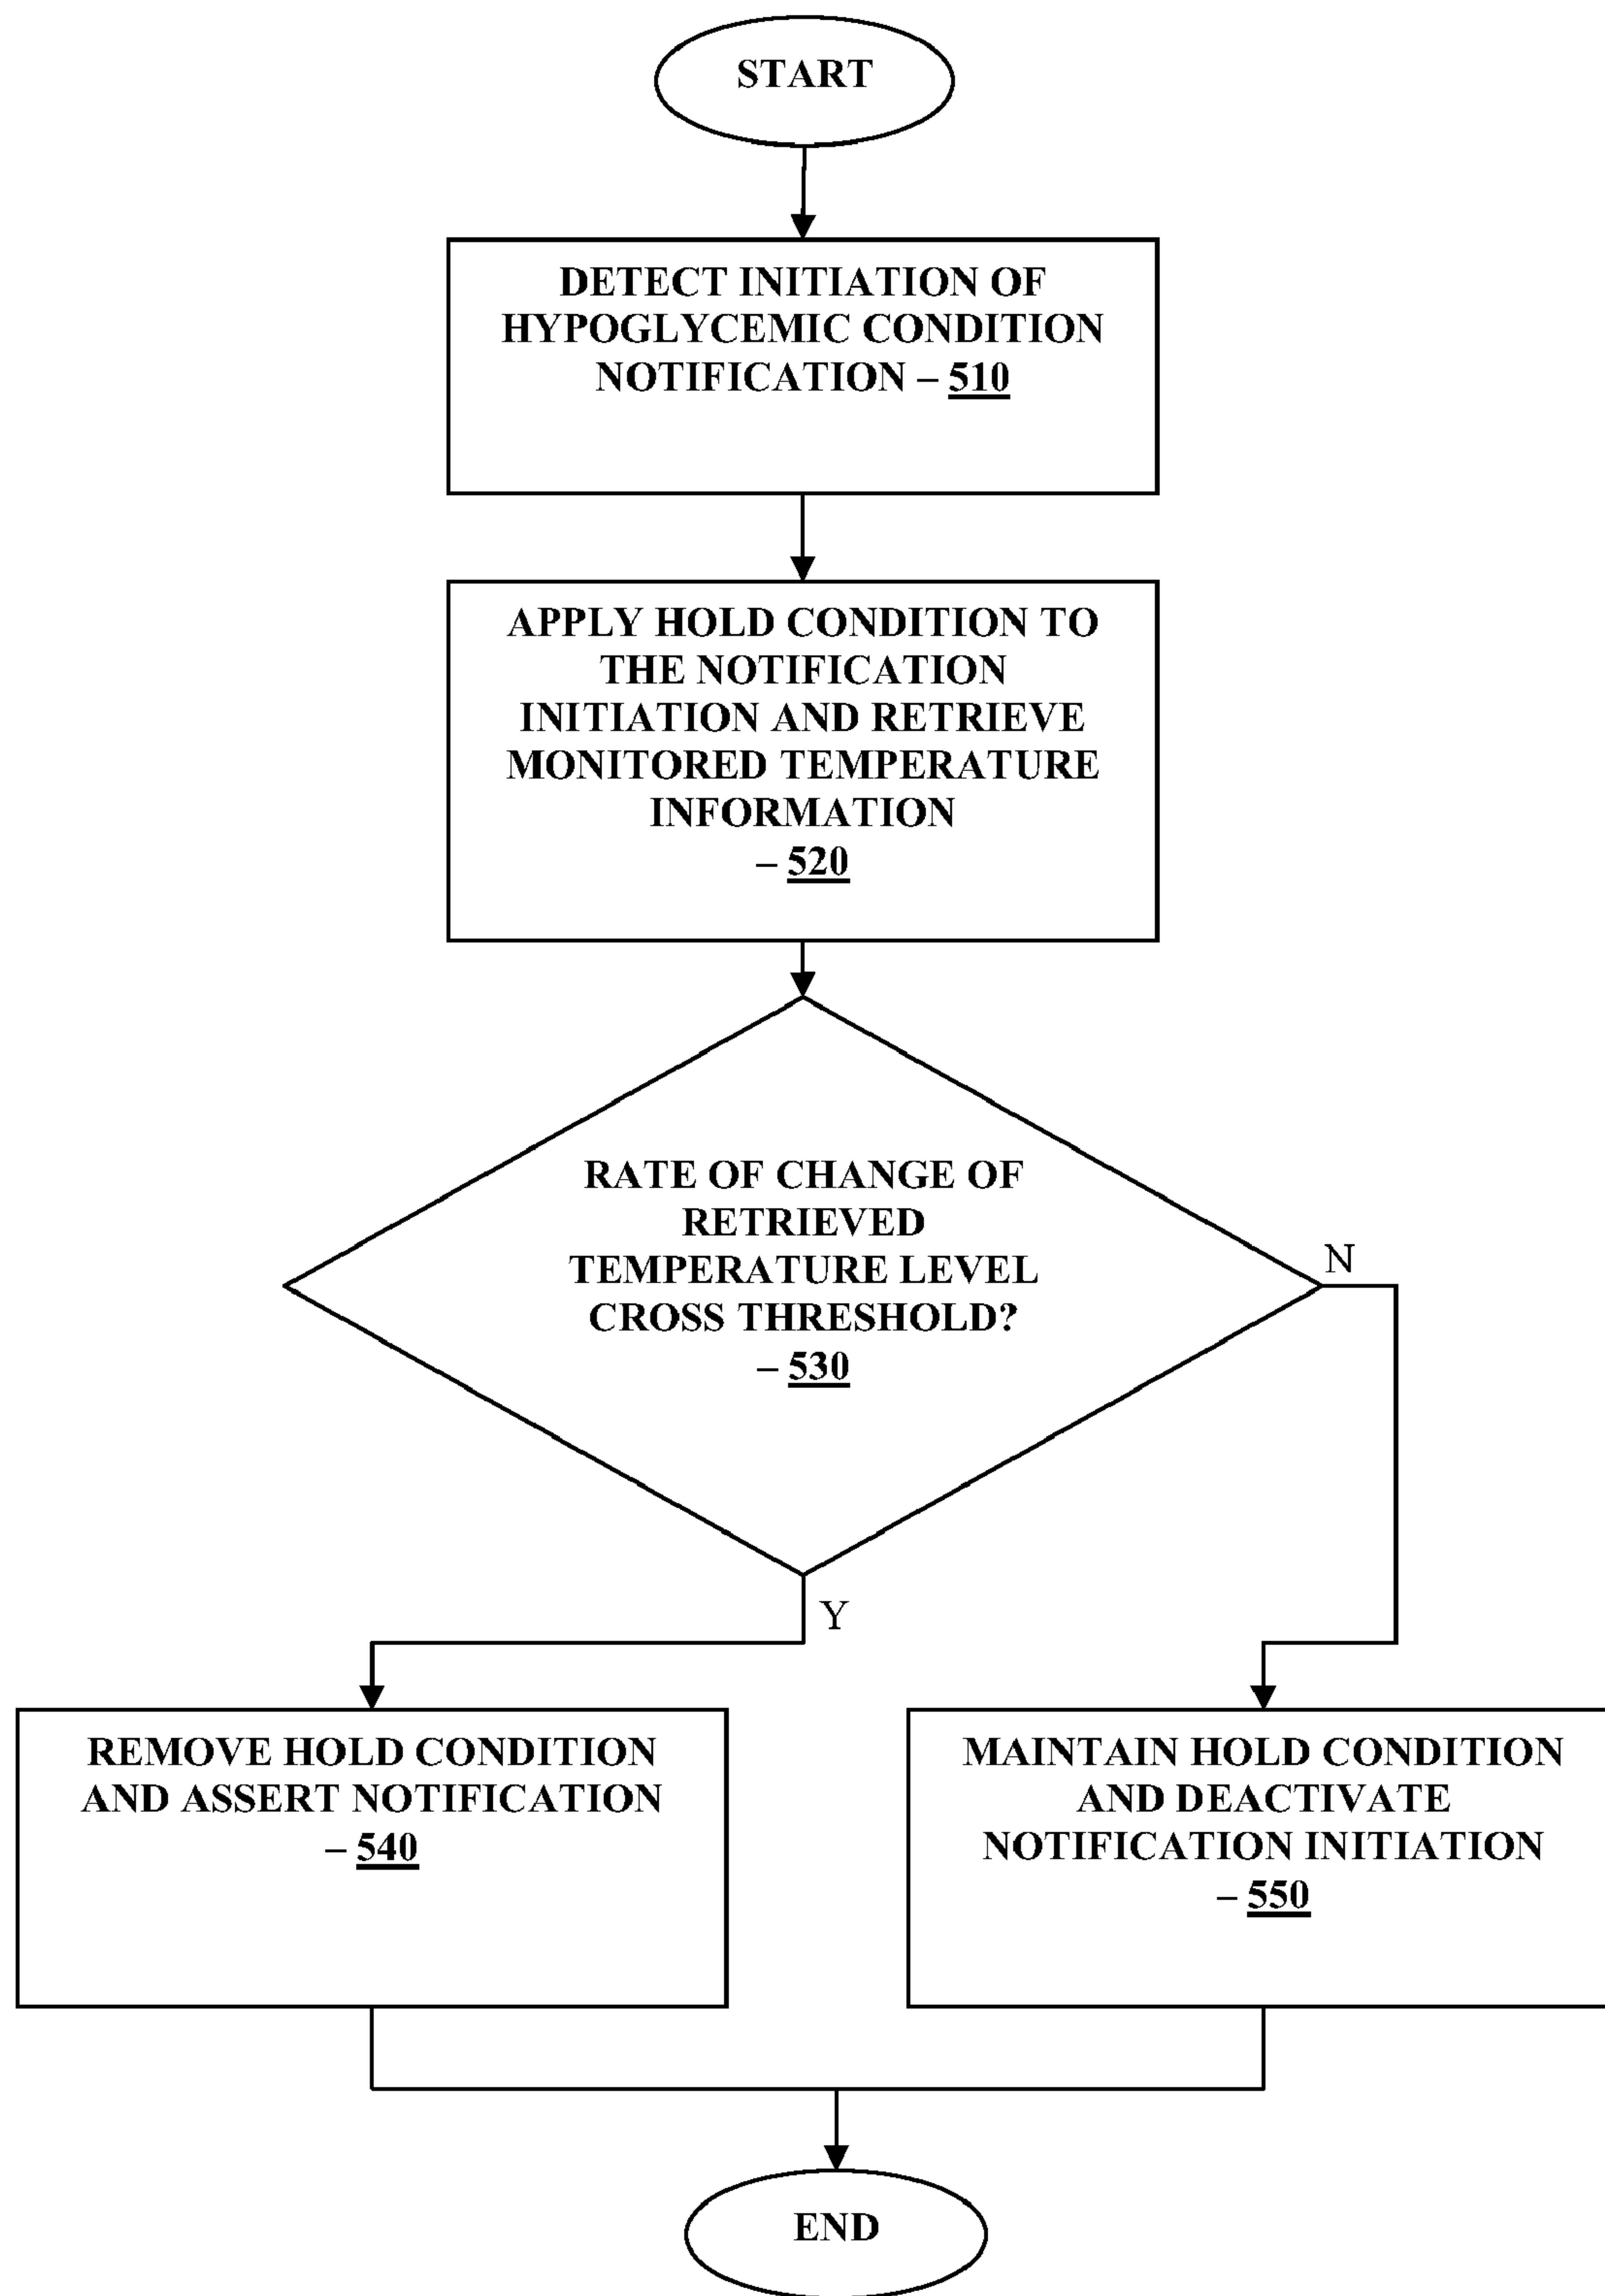 START
DETECT INITIATION OF
HYPOGLYCEMIC CONDITION
NOTIFICATION – 510
APPLY HOLD CONDITION TO
THE NOTIFICATION
INITIATION AND RETRIEVE
MONITORED TEMPERATURE
INFORMATION
– 520
RATE OF CHANGE OF
RETRIEVED
TEMPERATURE LEVEL
CROSS THRESHOLD?
– 530
N
Y
REMOVE HOLD CONDITION
AND ASSERT NOTIFICATION
– 540
MAINTAIN HOLD CONDITION
AND DEACTIVATE
NOTIFICATION INITIATION
– 550
END